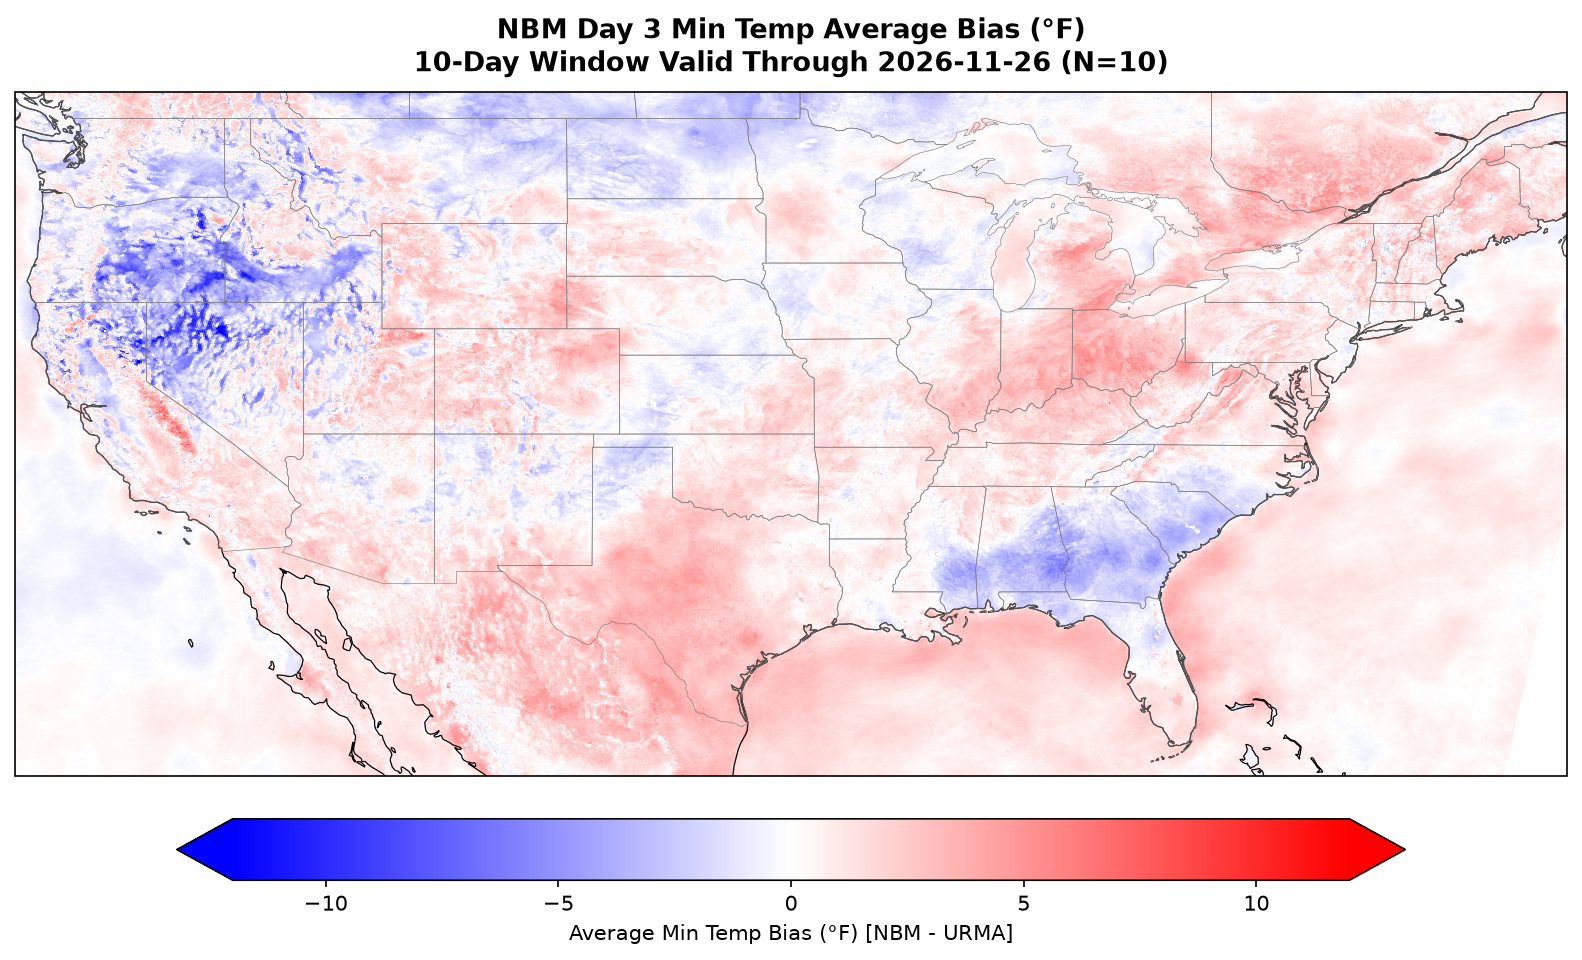 NBM Day 3 Min Temp Average Bias (°F)
10-Day Window Valid Through 2026-11-26 (N=10)
−10 −5 0 5 10
Average Min Temp Bias (°F) [NBM - URMA]